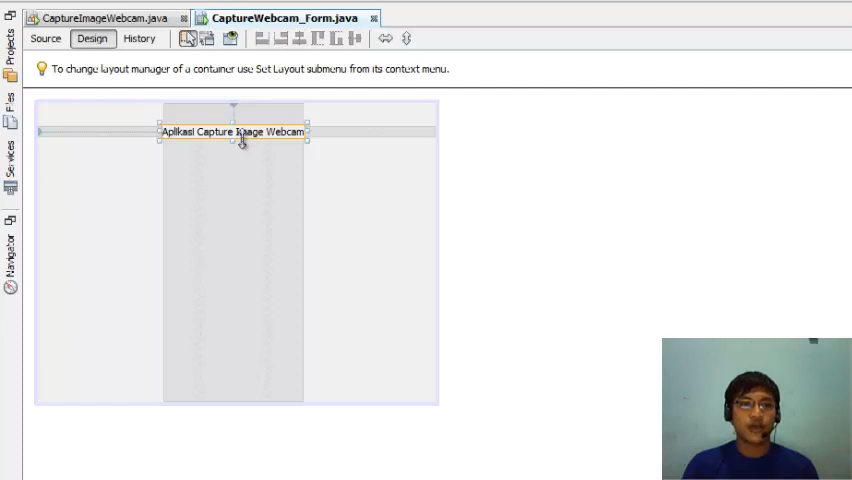 CaptureImageWebcam.java
CaptureWebcam_Form.java
Source
Design
History
To change layout manager of a container use Set Layout submenu from its context menu.
Projects
Files
Services
Navigator
Aplikasi Capture Image Webcam